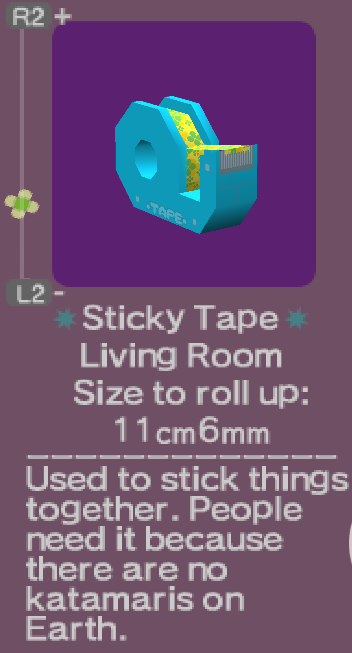 R2 +
TAPE
L2 -
Sticky Tape
Living Room
Size to roll up:
11cm6mm
Used to stick things
together. People
need it because
there are no
katamaris on
Earth.